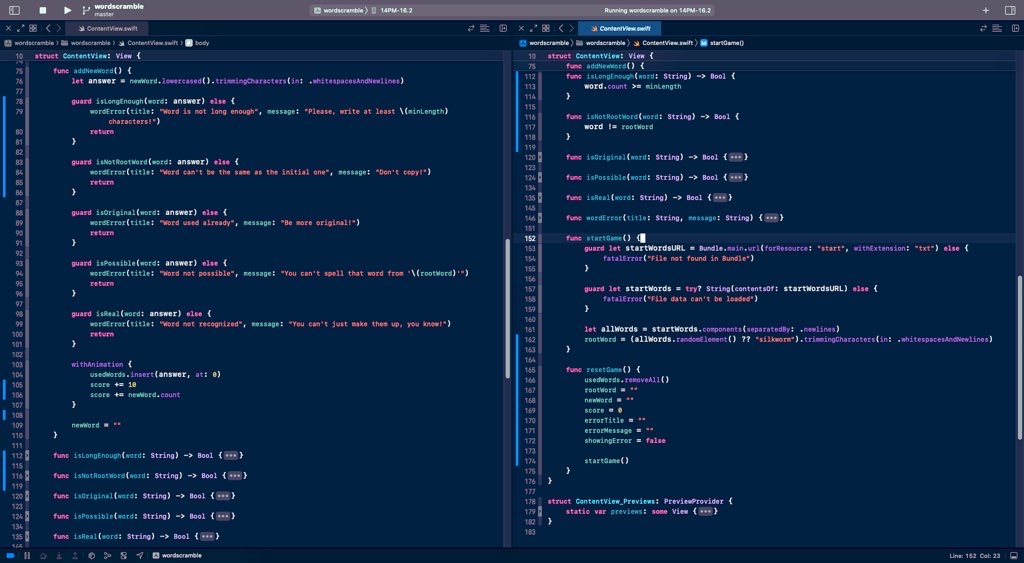 wordscramble
master
wordscramble
14PM-16.2
Running wordscramble on 14PM-16.2
ContentView.swift
wordscramble
wordscramble
ContentView.swift
body
10 struct ContentView: View {
74
75 func addNewWord() {
76 let answer = newWord.lowercased().trimmingCharacters(in: .whitespacesAndNewlines)
77
78 guard isLongEnough(word: answer) else {
79 wordError(title: "Word is not long enough", message: "Please, write at least \(minLength)
characters!")
80 return
81 }
82
83 guard isNotRootWord(word: answer) else {
84 wordError(title: "Word can't be the same as the initial one", message: "Don't copy!")
85 return
86 }
87
88 guard isOriginal(word: answer) else {
89 wordError(title: "Word used already", message: "Be more original!")
90 return
91 }
92
93 guard isPossible(word: answer) else {
94 wordError(title: "Word not possible", message: "You can't spell that word from '\(rootWord)'")
95 return
96 }
97
98 guard isReal(word: answer) else {
99 wordError(title: "Word not recognized", message: "You can't just make them up, you know!")
100 return
101 }
102
103 withAnimation {
104 usedWords.insert(answer, at: 0)
105 score += 10
106 score += newWord.count
107 }
108
109 newWord = ""
110 }
111
112 func isLongEnough(word: String) -> Bool {•••}
115
116 func isNotRootWord(word: String) -> Bool {•••}
119
120 func isOriginal(word: String) -> Bool {•••}
123
124 func isPossible(word: String) -> Bool {•••}
134
135 func isReal(word: String) -> Bool {•••}
ContentView.swift
wordscramble
wordscramble
ContentView.swift
startGame()
10 struct ContentView: View {
75 func addNewWord() {
112 func isLongEnough(word: String) -> Bool {
113 word.count >= minLength
114 }
115
116 func isNotRootWord(word: String) -> Bool {
117 word != rootWord
118 }
119
120 func isOriginal(word: String) -> Bool {•••}
123
124 func isPossible(word: String) -> Bool {•••}
134
135 func isReal(word: String) -> Bool {•••}
145
146 func wordError(title: String, message: String) {•••}
151
152 func startGame() {
153 guard let startWordsURL = Bundle.main.url(forResource: "start", withExtension: "txt") else {
154 fatalError("File not found in Bundle")
155 }
156
157 guard let startWords = try? String(contentsOf: startWordsURL) else {
158 fatalError("File data can't be loaded")
159 }
160
161 let allWords = startWords.components(separatedBy: .newlines)
162 rootWord = (allWords.randomElement() ?? "silkworm").trimmingCharacters(in: .whitespacesAndNewlines)
163 }
164
165 func resetGame() {
166 usedWords.removeAll()
167 rootWord = ""
168 newWord = ""
169 score = 0
170 errorTitle = ""
171 errorMessage = ""
172 showingError = false
173
174 startGame()
175 }
176 }
177
178 struct ContentView_Previews: PreviewProvider {
179 static var previews: some View {•••}
182 }
183
wordscramble
Line: 152 Col: 23